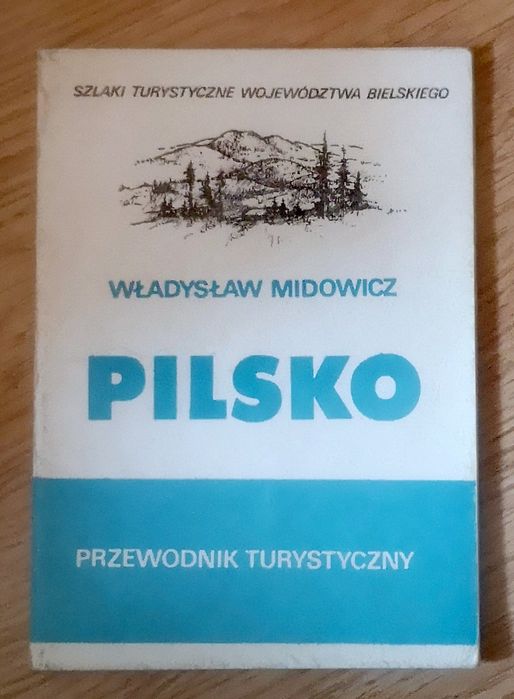 SZLAKI TURYSTYCZNE WOJEWÓDZTWA BIELSKIEGO
WŁADYSŁAW MIDOWICZ
PILSKO
PRZEWODNIK TURYSTYCZNY